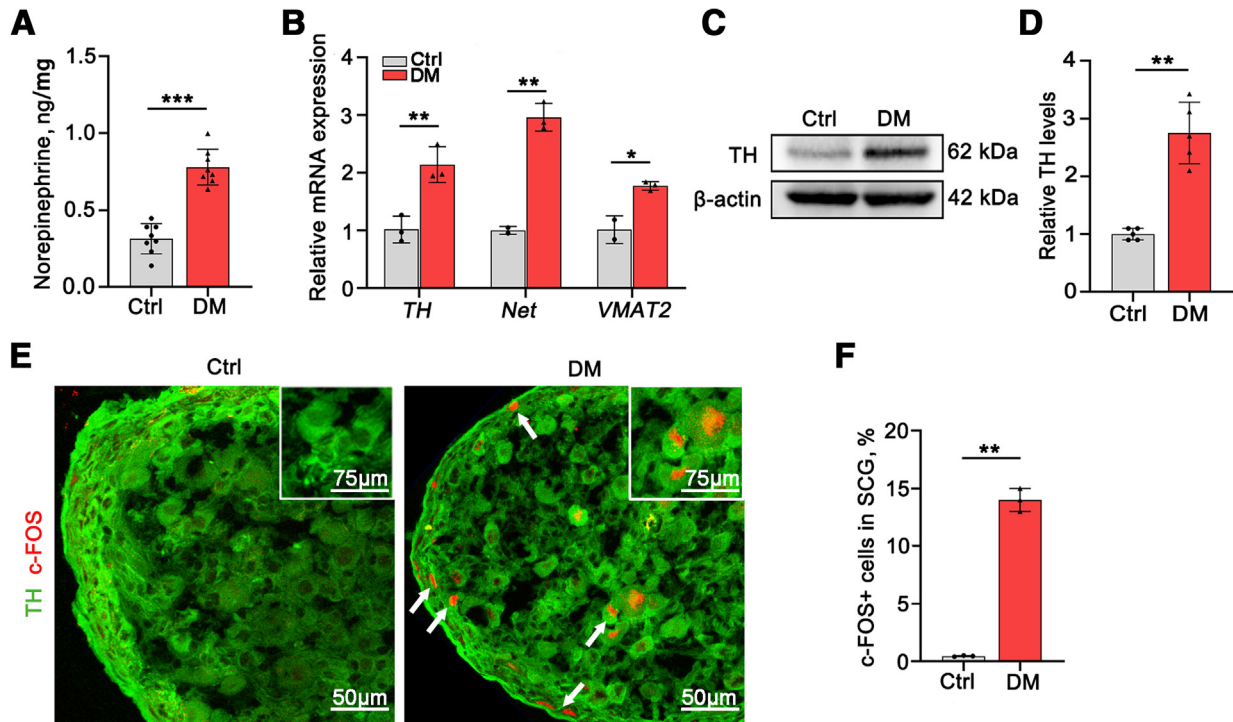 A
Norepinephrine, ng/mg
1.5
1.0
0.5
0.0
***
Ctrl DM
B
Relative mRNA expression
4
3
2
1
0
Ctrl
DM
** ** *
TH Net VMAT2
C
Ctrl DM
TH 62 kDa
β-actin 42 kDa
D
Relative TH levels
4
3
2
1
0
**
Ctrl DM
E
Ctrl DM
TH c-FOS
75µm
50µm
75µm
50µm
F
c-FOS+ cells in SCG, %
20
15
10
5
0
**
Ctrl DM